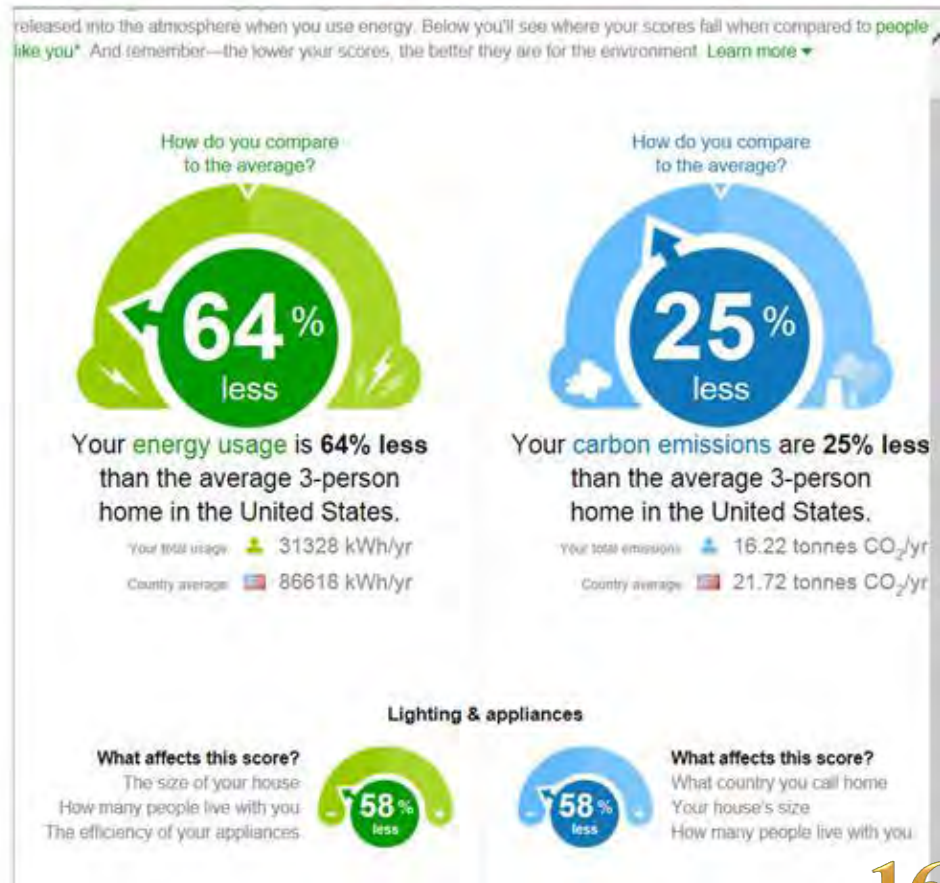 released into the atmosphere when you use energy. Below you'll see where your scores fall when compared to people
like you* And remember—the lower your scores, the better they are for the environment. Learn more
How do you compare
to the average?
64% less
Your energy usage is 64% less
than the average 3-person
home in the United States.
Your total usage 31328 kWh/yr
Country average 86618 kWh/yr
How do you compare
to the average?
25% less
Your carbon emissions are 25% less
than the average 3-person
home in the United States.
Your total emissions 16.22 tonnes CO2/yr
Country average 21.72 tonnes CO2/yr
Lighting & appliances
What affects this score?
The size of your house
How many people live with you
The efficiency of your appliances
58% less
58% less
What affects this score?
What country you call home
Your house's size
How many people live with you